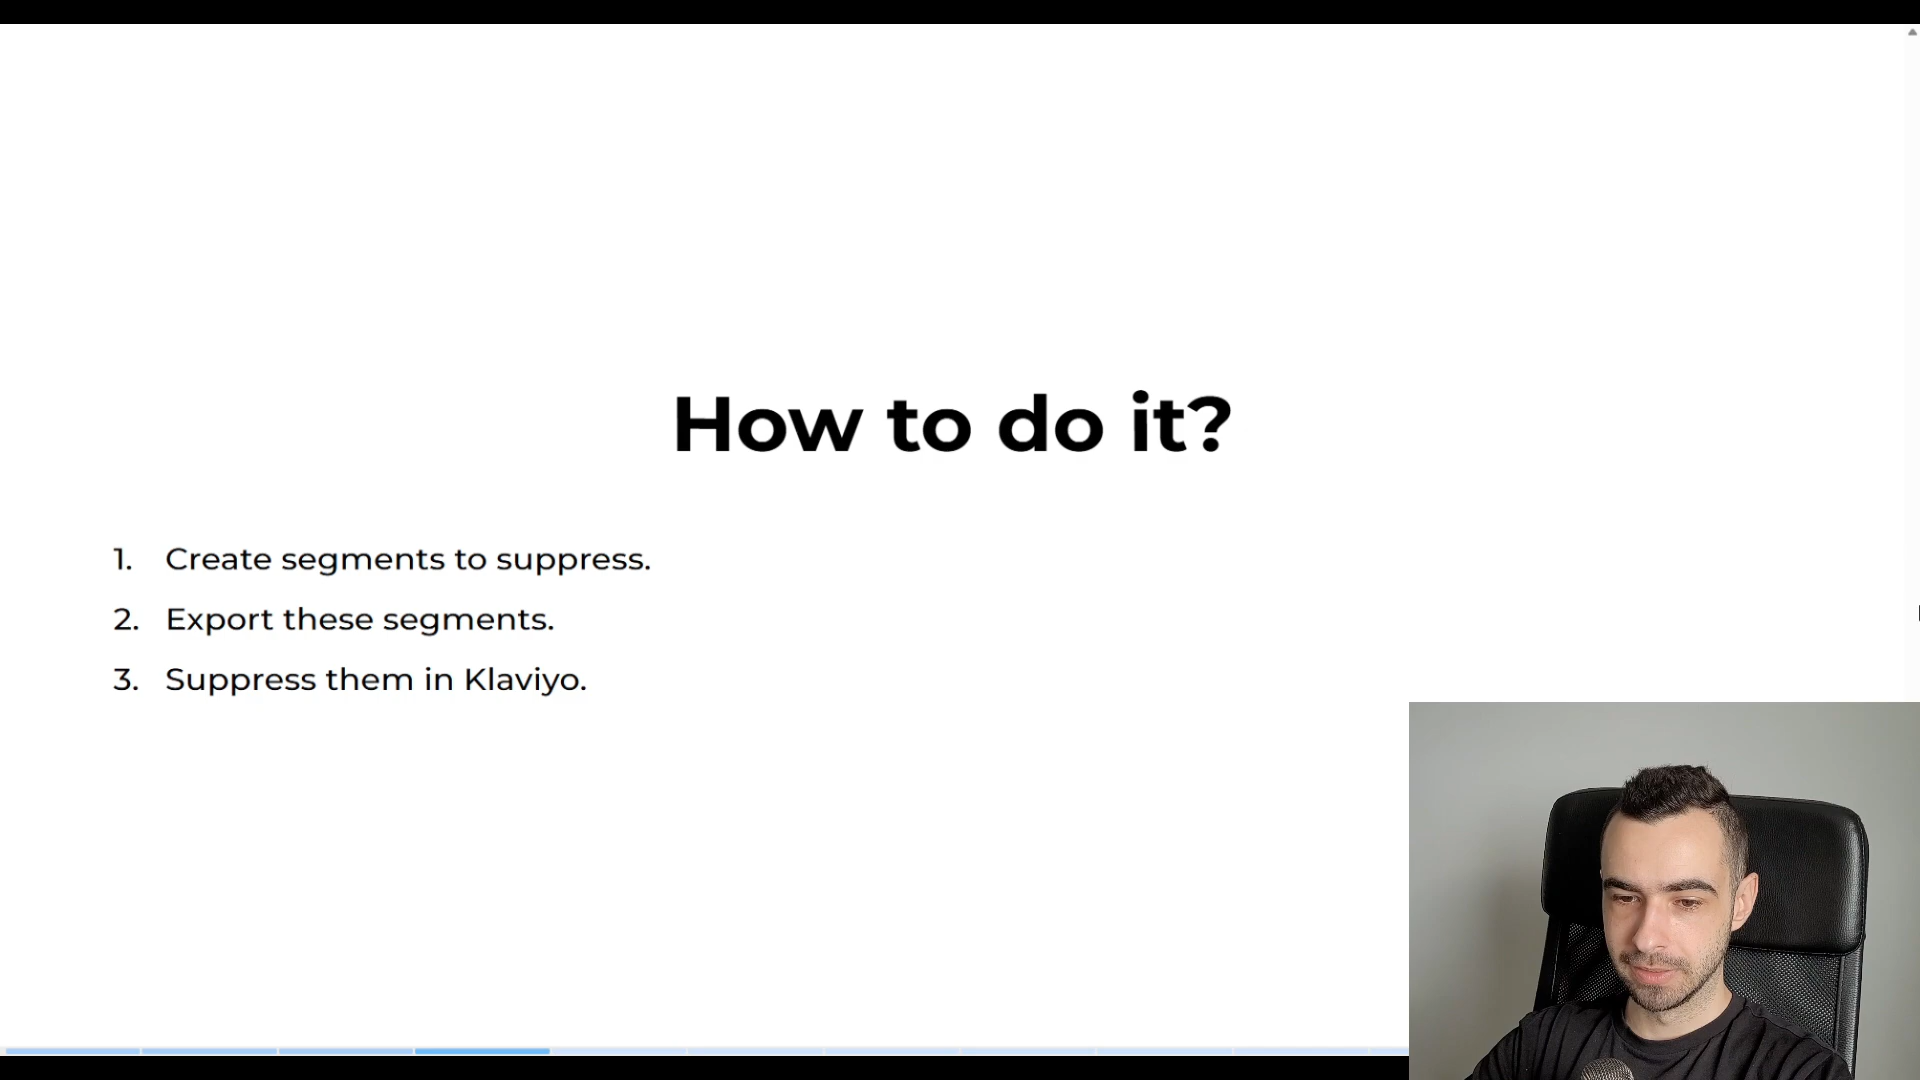 How to do it?
1. Create segments to suppress.
2. Export these segments.
3. Suppress them in Klaviyo.